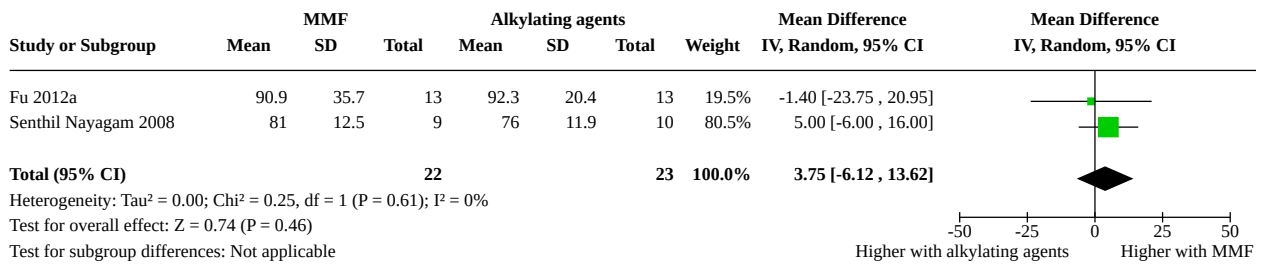 MMF Alkylating agents Mean Difference Mean Difference
Study or Subgroup Mean SD Total Mean SD Total Weight IV, Random, 95% CI IV, Random, 95% CI
Fu 2012a 90.9 35.7 13 92.3 20.4 13 19.5% -1.40 [-23.75 , 20.95]
Senthil Nayagam 2008 81 12.5 9 76 11.9 10 80.5% 5.00 [-6.00 , 16.00]
Total (95% CI) 22 23 100.0% 3.75 [-6.12 , 13.62]
Heterogeneity: Tau² = 0.00; Chi² = 0.25, df = 1 (P = 0.61); I² = 0%
Test for overall effect: Z = 0.74 (P = 0.46)
-50 -25 0 25 50
Test for subgroup differences: Not applicable
Higher with alkylating agents Higher with MMF